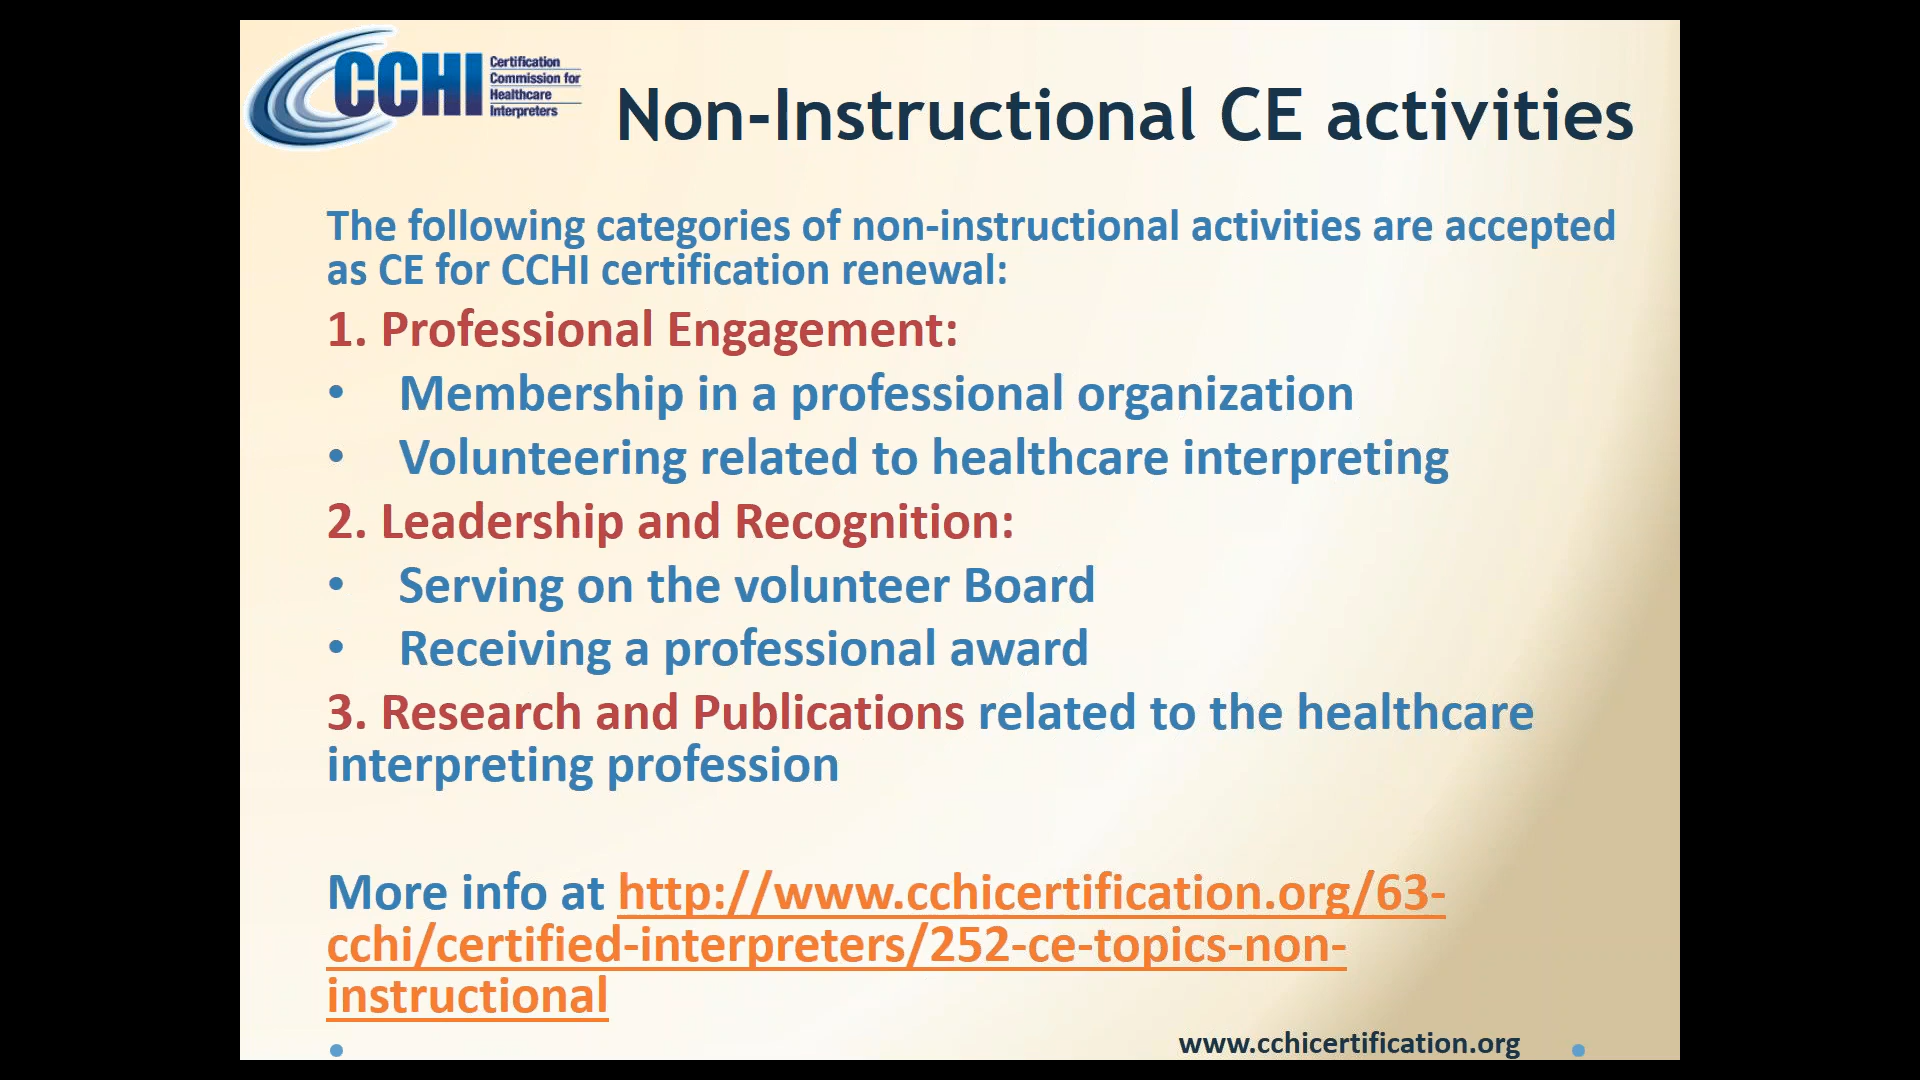 CCHI
Certification
Commission for
Healthcare
Interpreters
Non-Instructional CE activities
The following categories of non-instructional activities are accepted
as CE for CCHI certification renewal:
1. Professional Engagement:
• Membership in a professional organization
• Volunteering related to healthcare interpreting
2. Leadership and Recognition:
• Serving on the volunteer Board
• Receiving a professional award
3. Research and Publications related to the healthcare
interpreting profession
More info at http://www.cchicertification.org/63-
cchi/certified-interpreters/252-ce-topics-non-
instructional
www.cchicertification.org